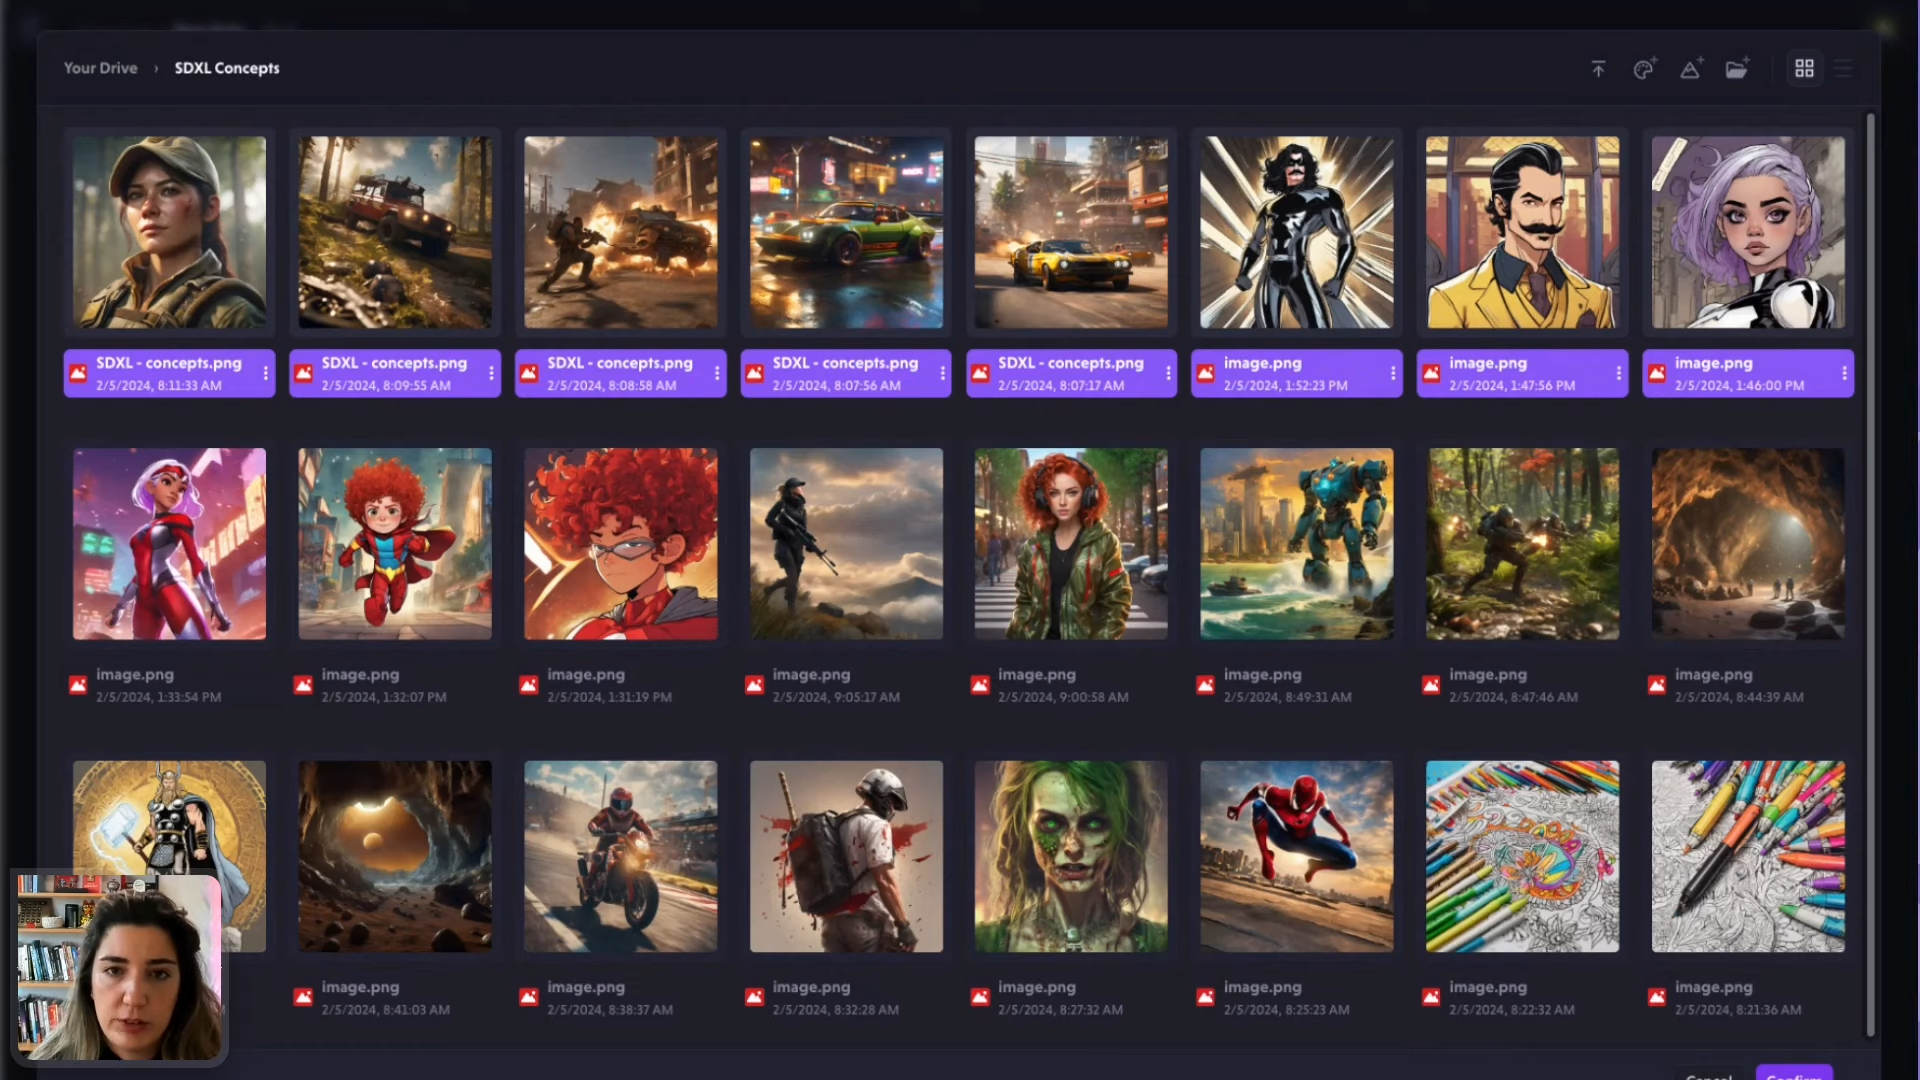 Your Drive › SDXL Concepts
SDXL - concepts.png
2/5/2024, 8:11:33 AM
SDXL - concepts.png
2/5/2024, 8:09:55 AM
SDXL - concepts.png
2/5/2024, 8:08:58 AM
SDXL - concepts.png
2/5/2024, 8:07:56 AM
SDXL - concepts.png
2/5/2024, 8:07:17 AM
image.png
2/5/2024, 1:52:23 PM
image.png
2/5/2024, 1:47:56 PM
image.png
2/5/2024, 1:46:00 PM
image.png
2/5/2024, 1:33:54 PM
image.png
2/5/2024, 1:32:07 PM
image.png
2/5/2024, 1:31:19 PM
image.png
2/5/2024, 9:05:17 AM
image.png
2/5/2024, 9:00:58 AM
image.png
2/5/2024, 8:49:31 AM
image.png
2/5/2024, 8:47:46 AM
image.png
2/5/2024, 8:44:39 AM
image.png
2/5/2024, 8:41:03 AM
image.png
2/5/2024, 8:38:37 AM
image.png
2/5/2024, 8:32:28 AM
image.png
2/5/2024, 8:27:32 AM
image.png
2/5/2024, 8:25:23 AM
image.png
2/5/2024, 8:22:32 AM
image.png
2/5/2024, 8:21:36 AM
Cancel Confirm